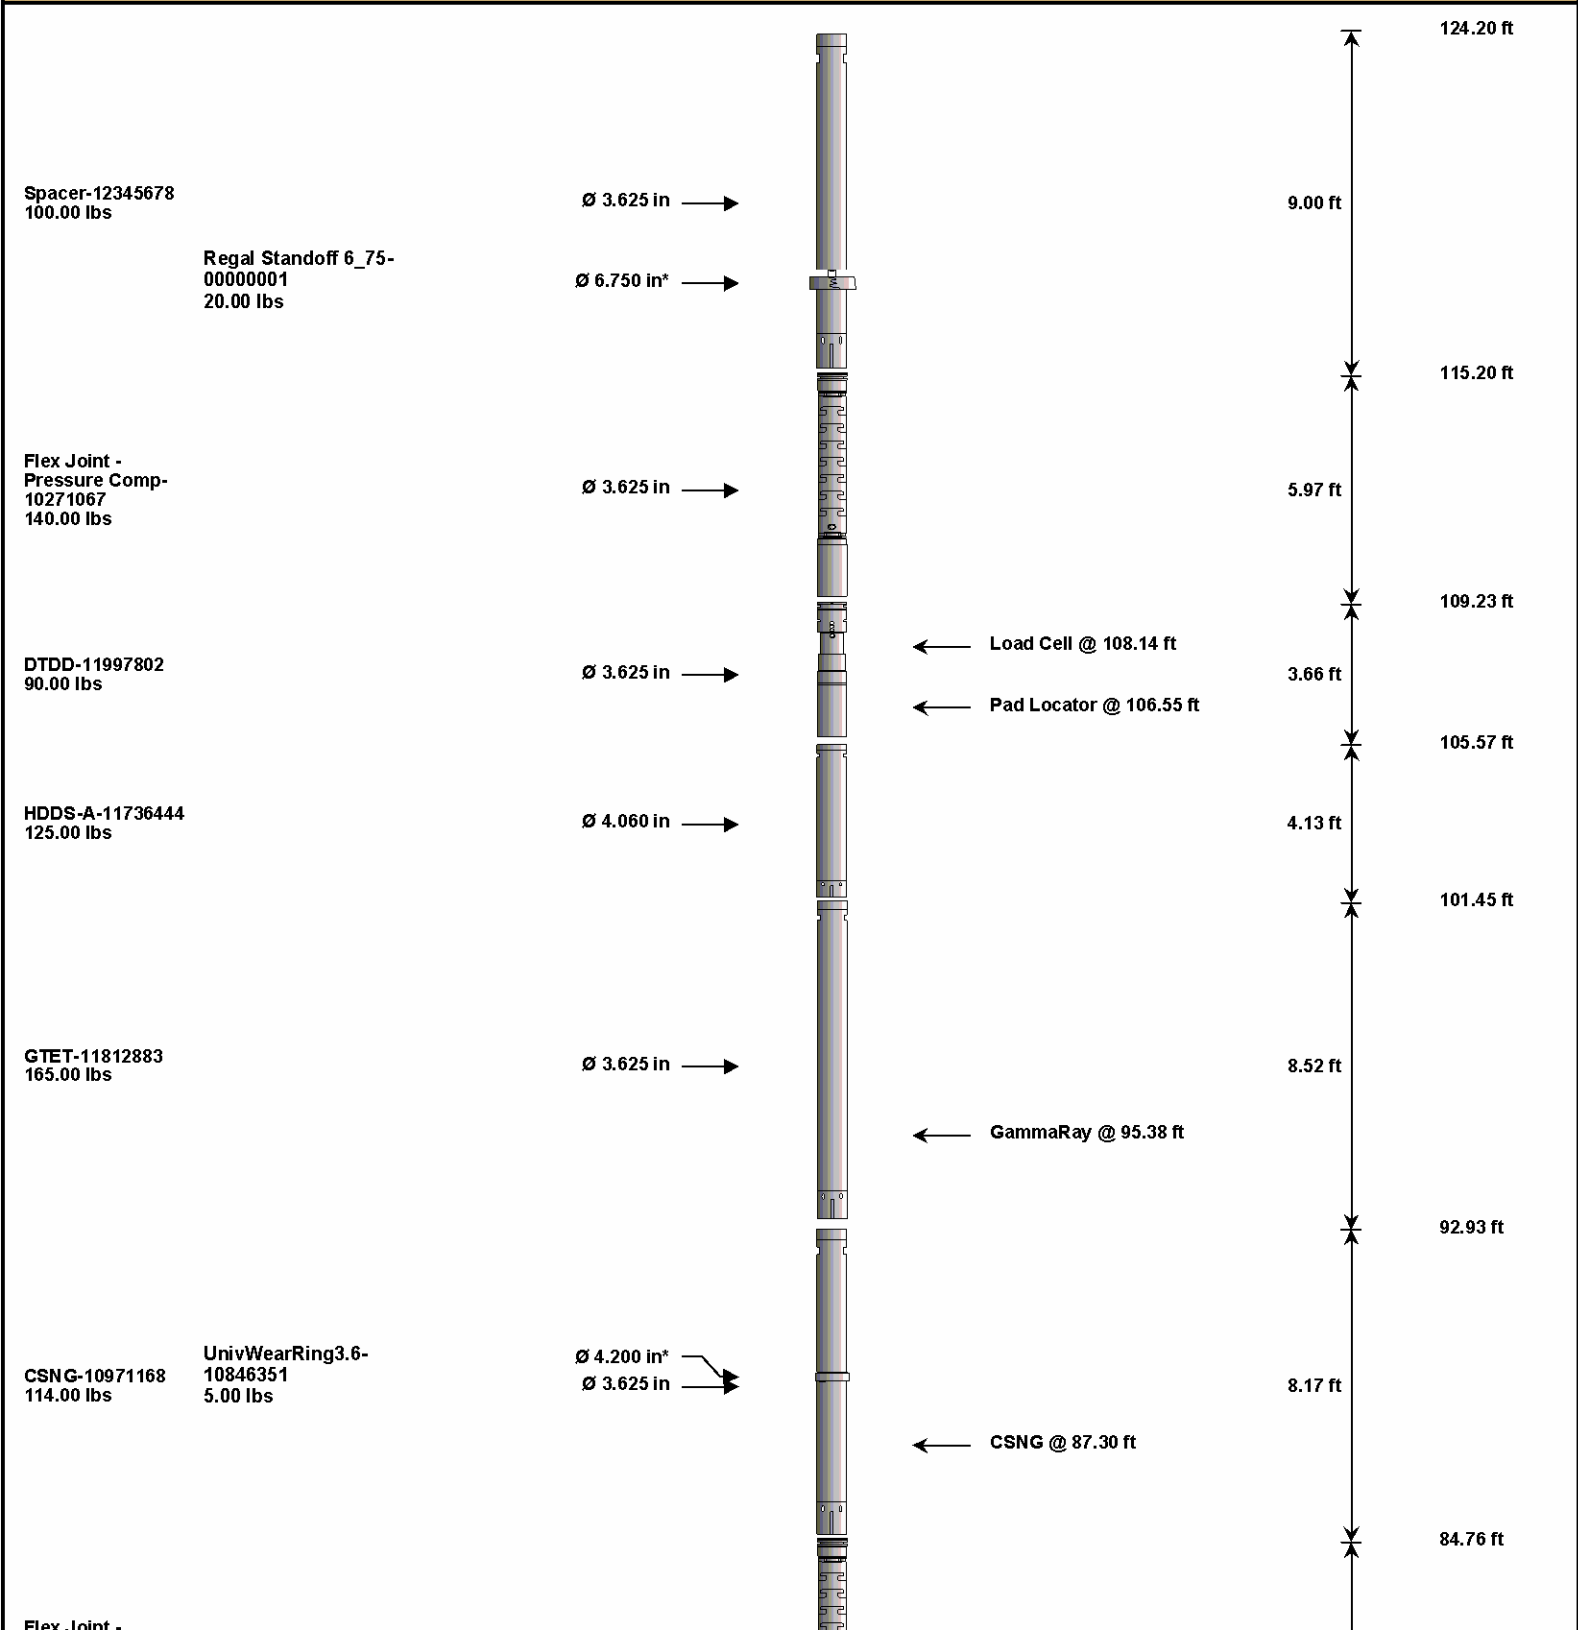 124.20 ft
Spacer-12345678
100.00 lbs
Ø 3.625 in
9.00 ft
Regal Standoff 6_75-
00000001
20.00 lbs
Ø 6.750 in*
115.20 ft
Flex Joint -
Pressure Comp-
10271067
140.00 lbs
Ø 3.625 in
5.97 ft
109.23 ft
Load Cell @ 108.14 ft
DTDD-11997802
90.00 lbs
Ø 3.625 in
3.66 ft
Pad Locator @ 106.55 ft
105.57 ft
HDDS-A-11736444
125.00 lbs
Ø 4.060 in
4.13 ft
101.45 ft
GTET-11812883
165.00 lbs
Ø 3.625 in
8.52 ft
GammaRay @ 95.38 ft
92.93 ft
CSNG-10971168
114.00 lbs
UnivWearRing3.6-
10846351
5.00 lbs
Ø 4.200 in*
Ø 3.625 in
8.17 ft
CSNG @ 87.30 ft
84.76 ft
Flex Joint -